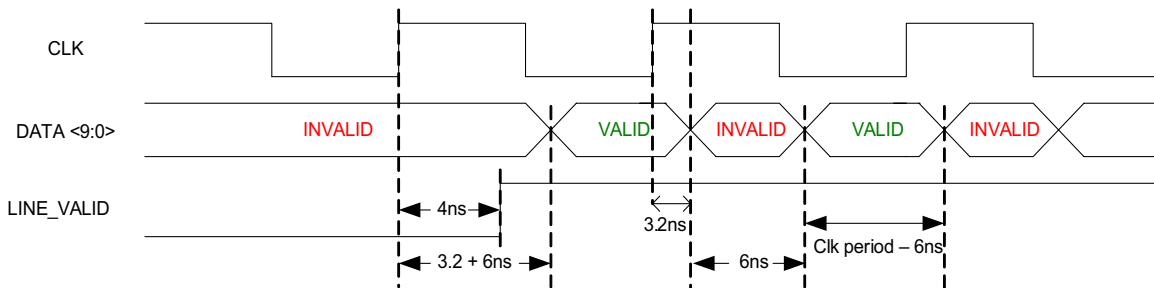 CLK
DATA <9:0>
INVALID
VALID
INVALID
VALID
INVALID
LINE_VALID
4ns
3.2ns
Clk period – 6ns
3.2 + 6ns
6ns